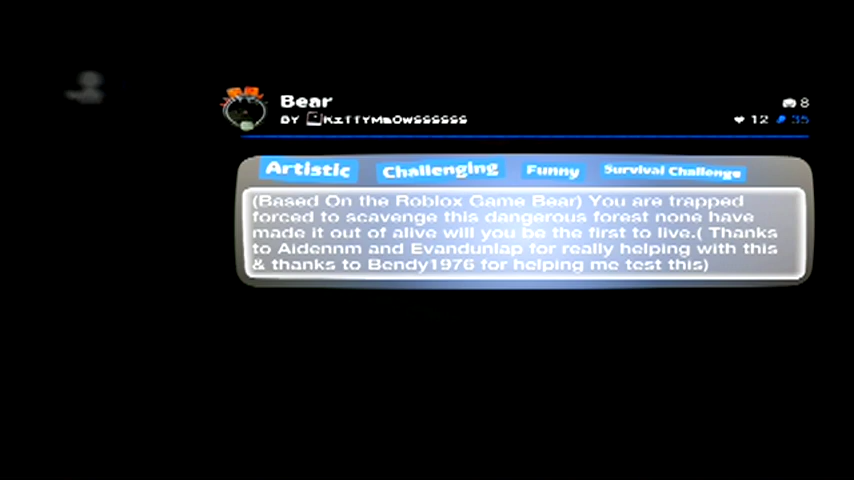 Bear
8
BY KITTYMaOwSSSSSS
12 35
Artistic Challenging Funny Survival Challenge
(Based On the Roblox Game Bear) You are trapped
forced to scavenge this dangerous forest none have
made it out of alive will you be the first to live.( Thanks
to Aidennm and Evandunlap for really helping with this
& thanks to Bendy1976 for helping me test this)